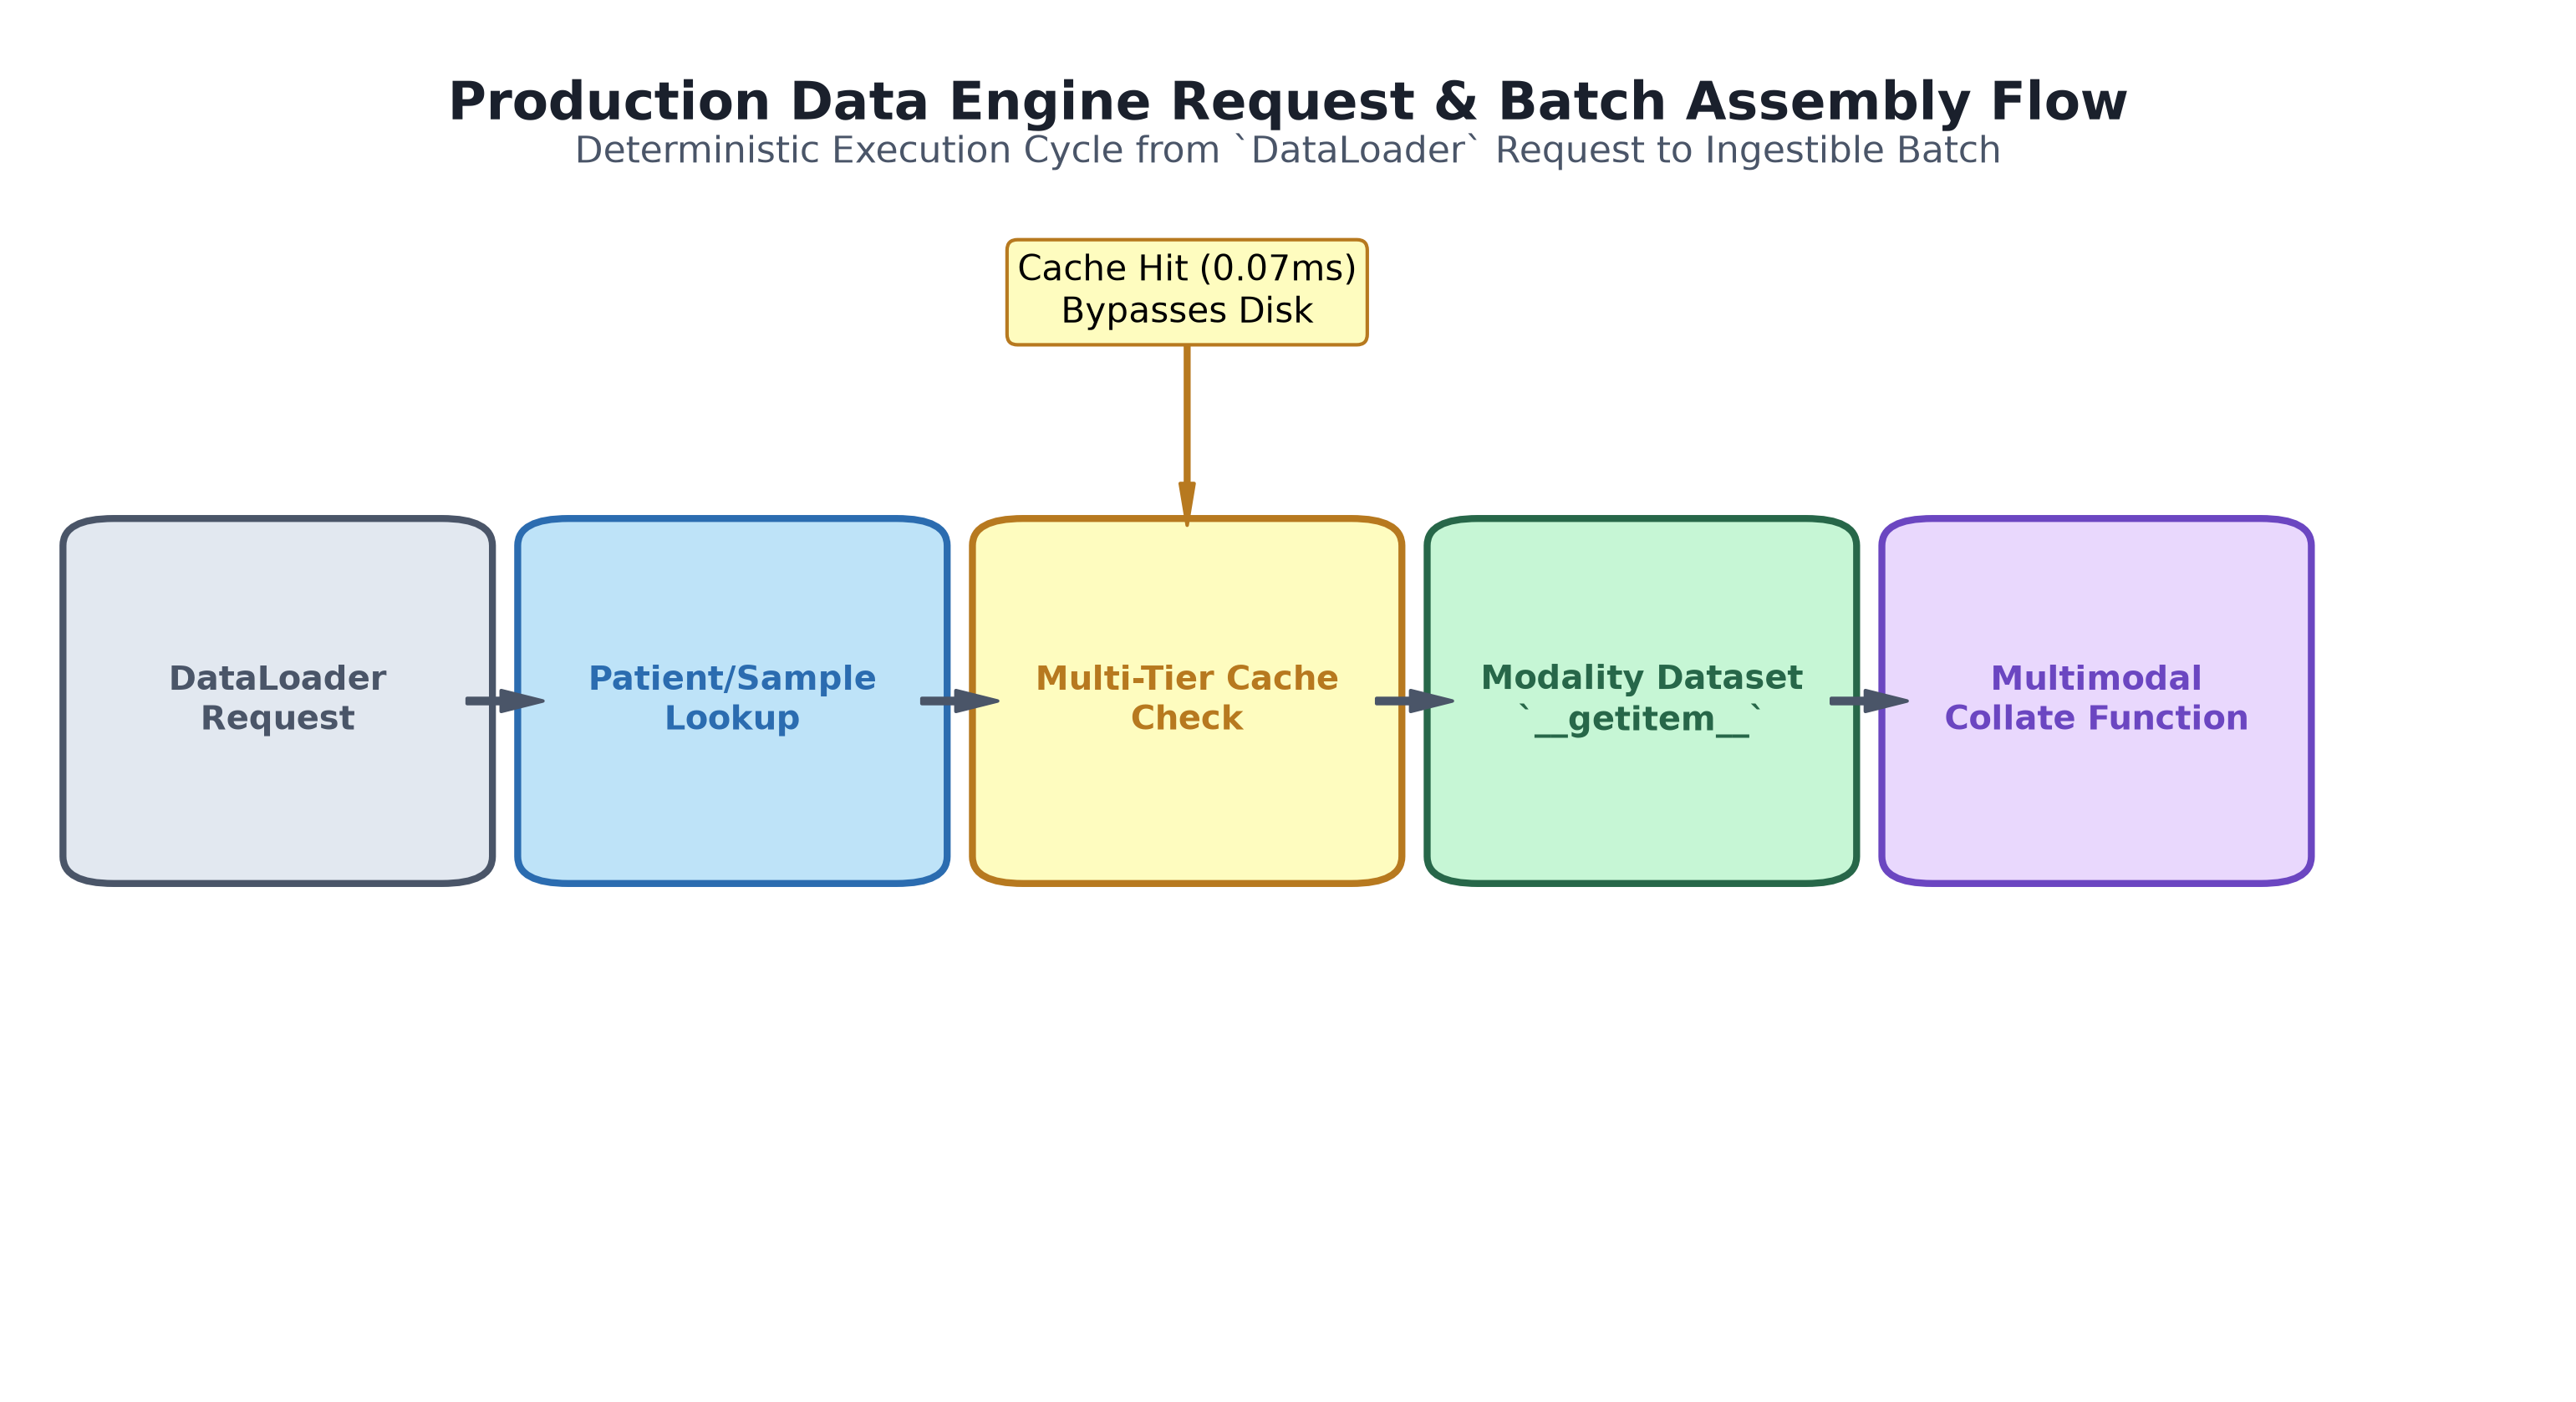 Production Data Engine Request & Batch Assembly Flow
Deterministic Execution Cycle from `DataLoader` Request to Ingestible Batch
Cache Hit (0.07ms)
Bypasses Disk
DataLoader
Request
Patient/Sample
Lookup
Multi-Tier Cache
Check
Modality Dataset
`__getitem__`
Multimodal
Collate Function